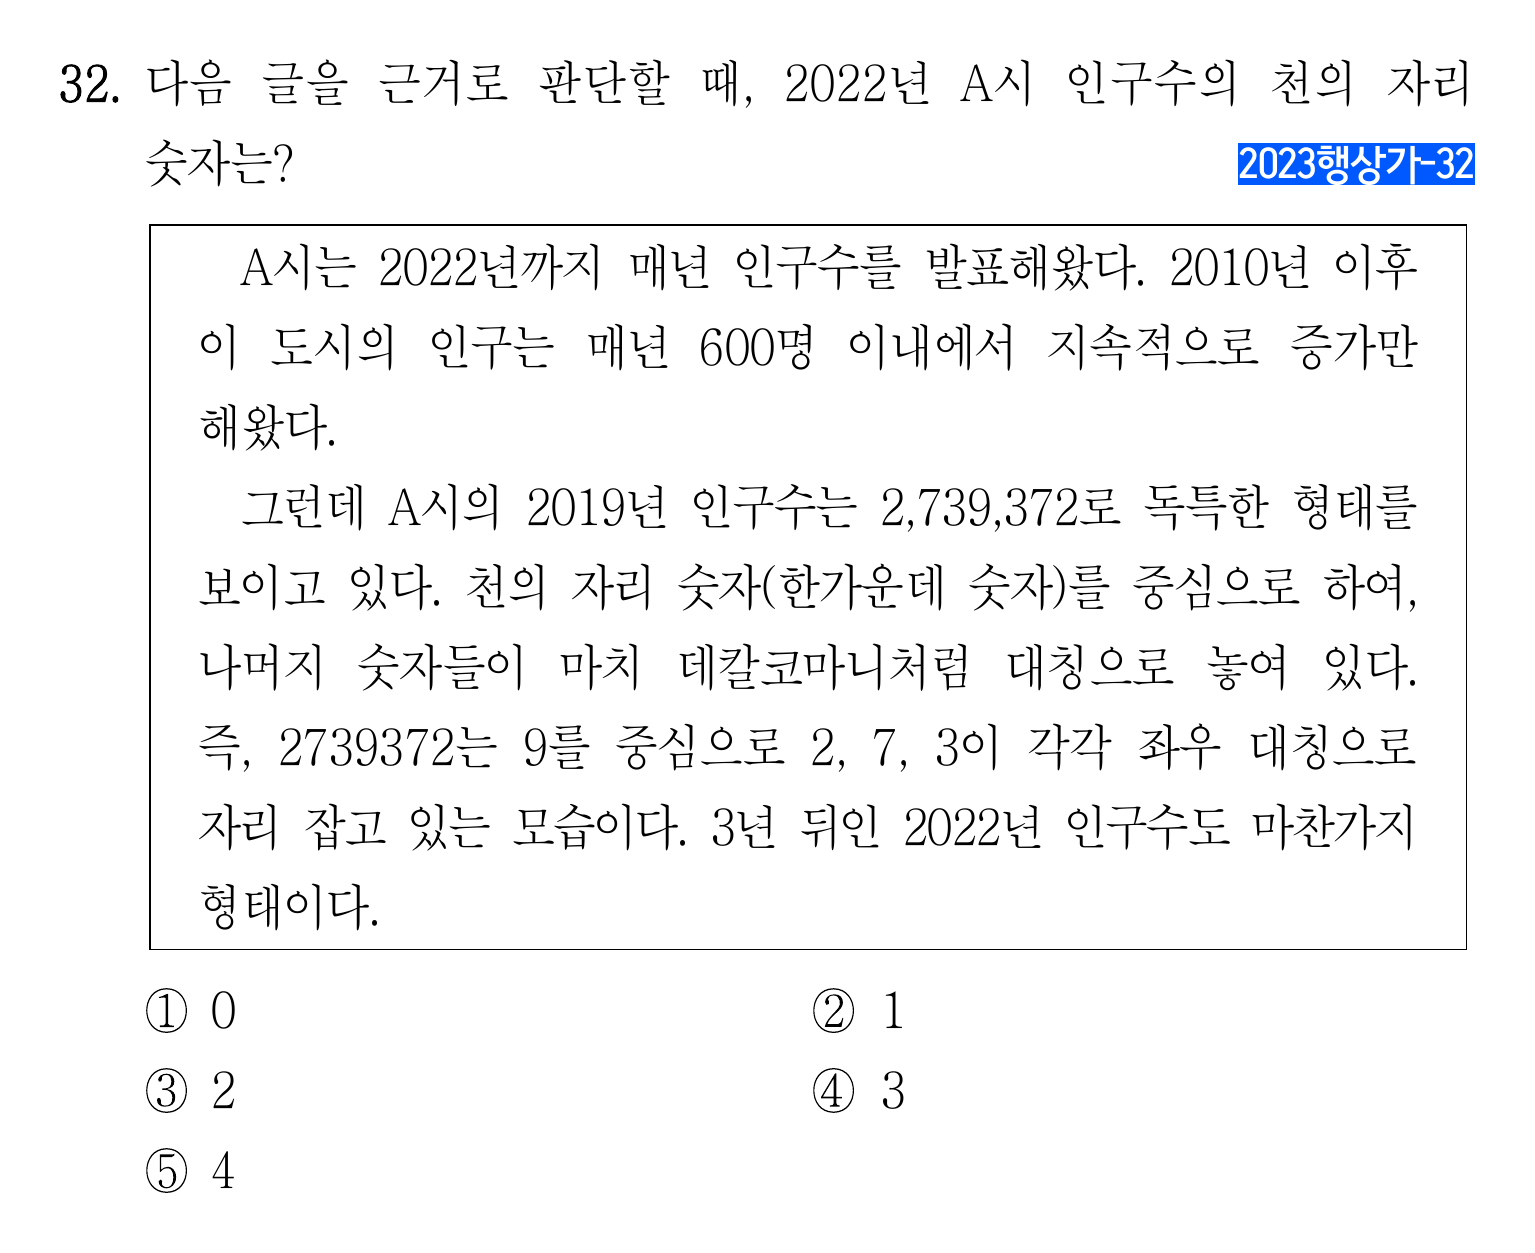 32. 다음 글을 근거로 판단할 때, 2022년 A시 인구수의 천의 자리
숫자는?
2023행상가-32
A시는 2022년까지 매년 인구수를 발표해왔다. 2010년 이후
이 도시의 인구는 매년 600명 이내에서 지속적으로 증가만
해왔다.
그런데 A시의 2019년 인구수는 2,739,372로 독특한 형태를
보이고 있다. 천의 자리 숫자(한가운데 숫자)를 중심으로 하여,
나머지 숫자들이 마치 데칼코마니처럼 대칭으로 놓여 있다.
즉, 2739372는 9를 중심으로 2, 7, 3이 각각 좌우 대칭으로
자리 잡고 있는 모습이다. 3년 뒤인 2022년 인구수도 마찬가지
형태이다.
① 0
② 1
③ 2
④ 3
⑤ 4